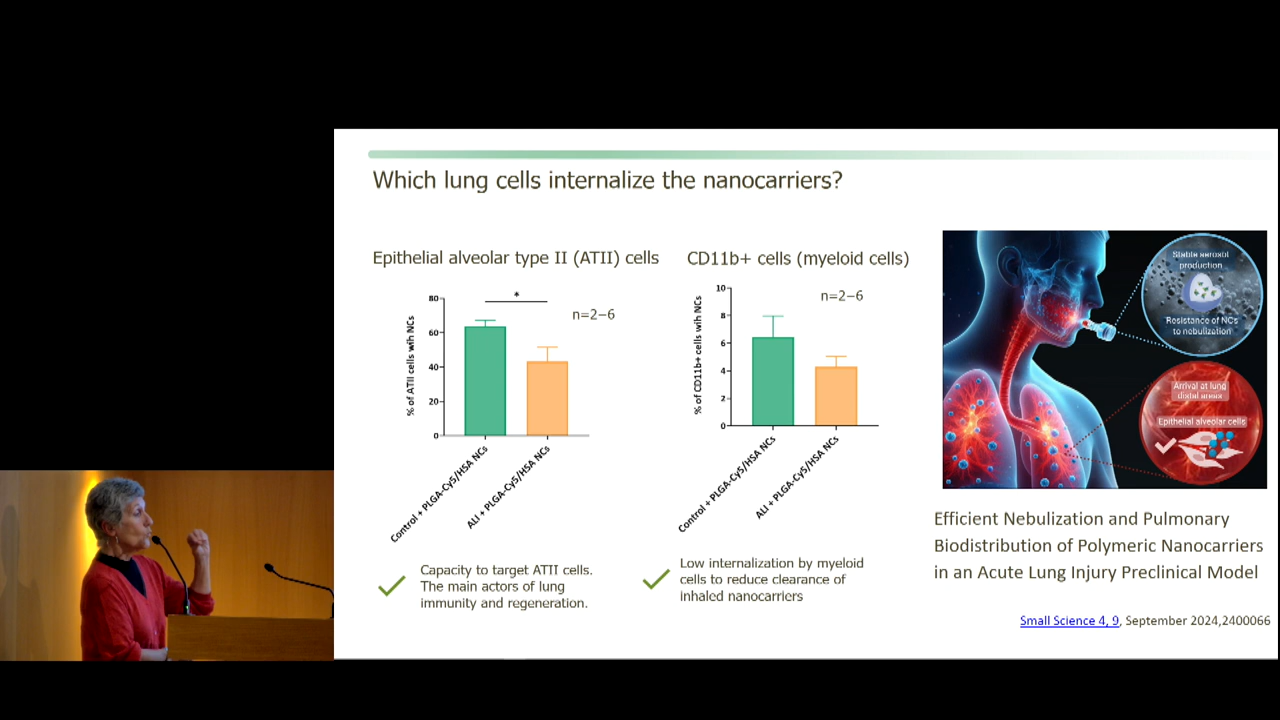 Which lung cells internalize the nanocarriers?
Epithelial alveolar type II (ATII) cells
% of ATII cells wih NCs
80
60
40
20
0
*
n=2–6
Control + PLGA-Cy5/HSA NCs
ALI + PLGA-Cy5/HSA NCs
Capacity to target ATII cells.
The main actors of lung
immunity and regeneration.
CD11b+ cells (myeloid cells)
% of CD11b+ cells wih NCs
10
8
6
4
2
0
n=2–6
Control + PLGA-Cy5/HSA NCs
ALI + PLGA-Cy5/HSA NCs
Low internalization by myeloid
cells to reduce clearance of
inhaled nanocarriers
Stable aerosol
production
Resistance of NCs
to nebulization
Arrival at lung
distal areas
Epithelial alveolar cells
Efficient Nebulization and Pulmonary
Biodistribution of Polymeric Nanocarriers
in an Acute Lung Injury Preclinical Model
Small Science 4, 9, September 2024,2400066